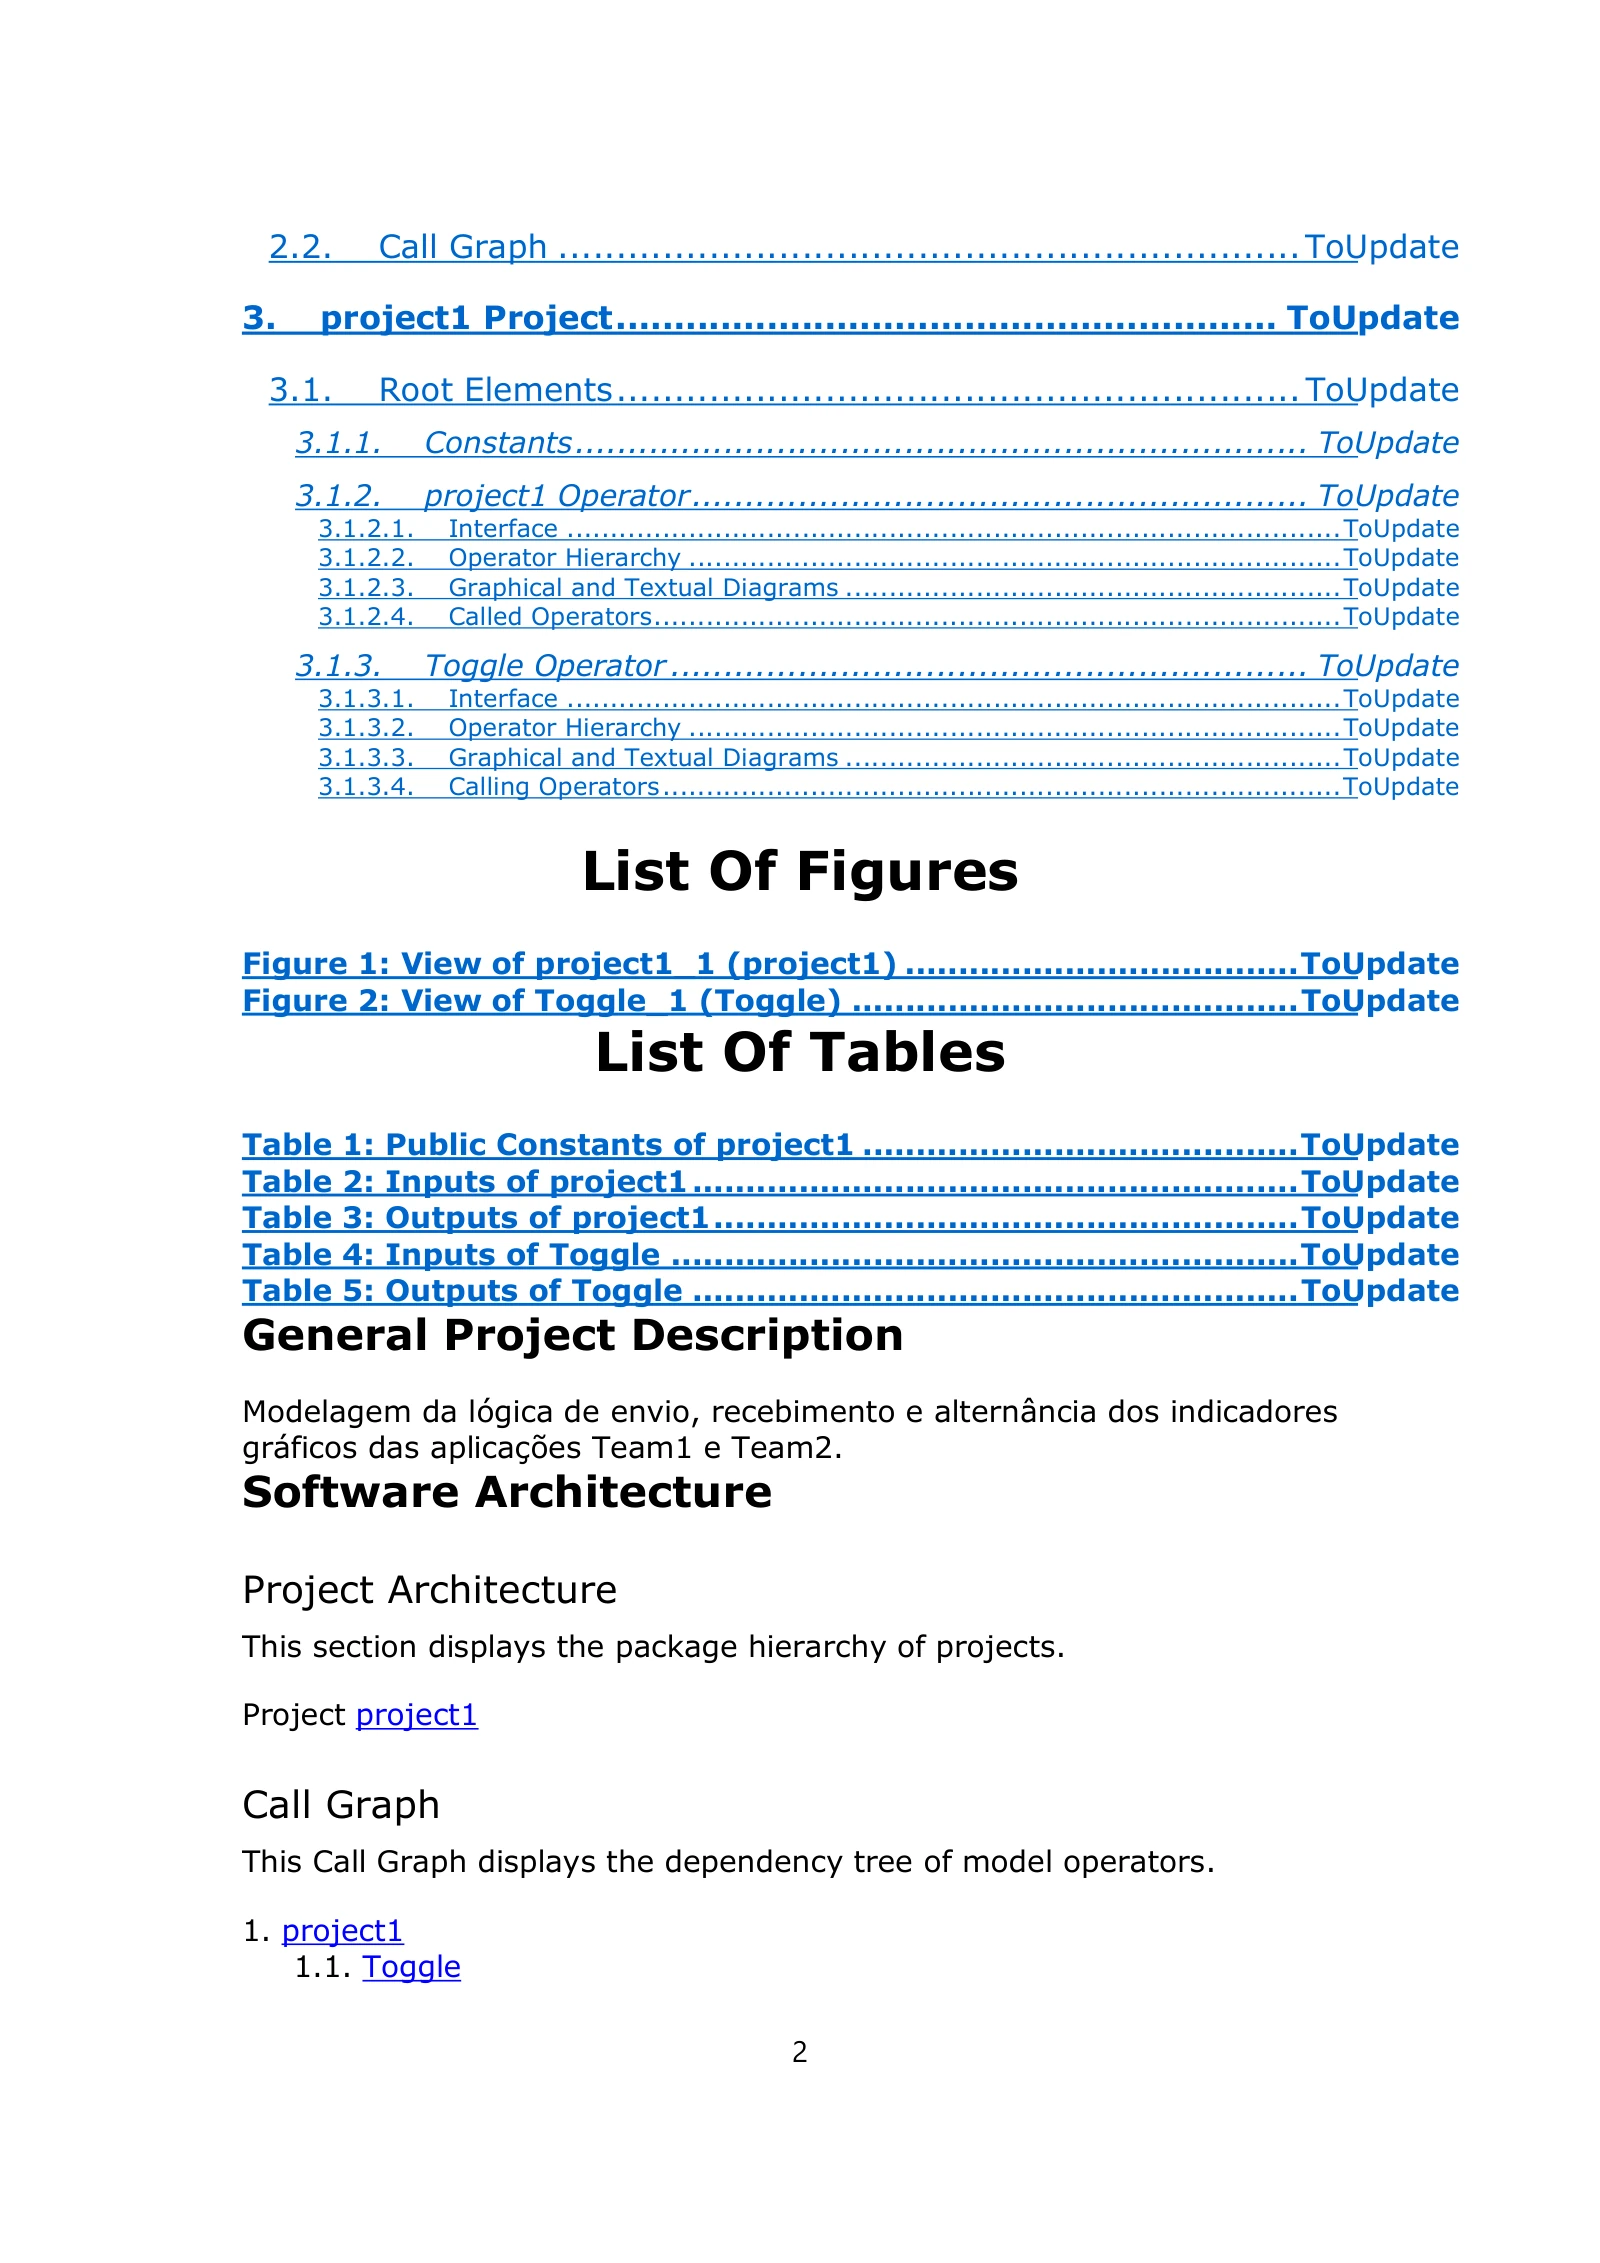 2.2. Call Graph ................................................................ ToUpdate
3. project1 Project......................................................... ToUpdate
3.1. Root Elements........................................................... ToUpdate
3.1.1. Constants...................................................................... ToUpdate
3.1.2. project1 Operator........................................................... ToUpdate
3.1.2.1. Interface ......................................................................................... ToUpdate
3.1.2.2. Operator Hierarchy ........................................................................... ToUpdate
3.1.2.3. Graphical and Textual Diagrams ......................................................... ToUpdate
3.1.2.4. Called Operators............................................................................... ToUpdate
3.1.3. Toggle Operator ............................................................. ToUpdate
3.1.3.1. Interface ......................................................................................... ToUpdate
3.1.3.2. Operator Hierarchy ........................................................................... ToUpdate
3.1.3.3. Graphical and Textual Diagrams ......................................................... ToUpdate
3.1.3.4. Calling Operators.............................................................................. ToUpdate
List Of Figures
Figure 1: View of project1_1 (project1) ..................................... ToUpdate
Figure 2: View of Toggle_1 (Toggle) .......................................... ToUpdate
List Of Tables
Table 1: Public Constants of project1 ......................................... ToUpdate
Table 2: Inputs of project1......................................................... ToUpdate
Table 3: Outputs of project1....................................................... ToUpdate
Table 4: Inputs of Toggle ........................................................... ToUpdate
Table 5: Outputs of Toggle ......................................................... ToUpdate
General Project Description
Modelagem da lógica de envio, recebimento e alternância dos indicadores
gráficos das aplicações Team1 e Team2.
Software Architecture
Project Architecture
This section displays the package hierarchy of projects.
Project project1
Call Graph
This Call Graph displays the dependency tree of model operators.
1. project1
1.1. Toggle
2